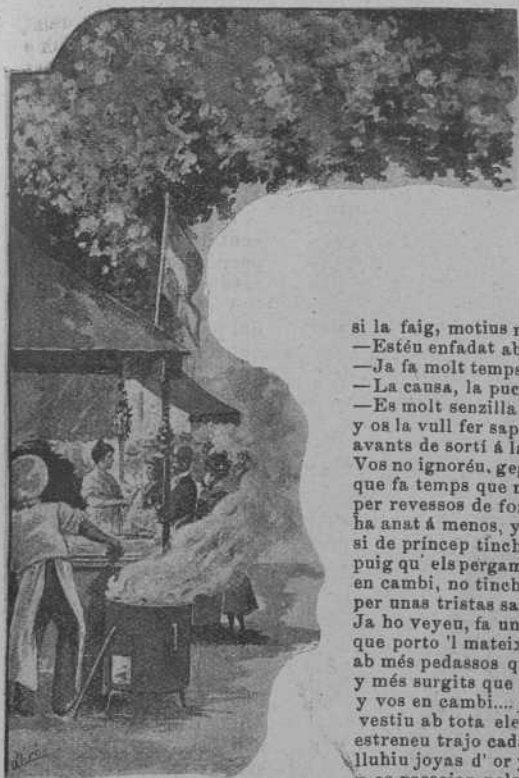 si la faig, motius
—Estéu enfadat ab
—Ja fa molt temps
—La causa, la puc
—Es molt senzilla
y os la vull fer sap
avants de sortí á la
Vos no ignoréu, ge
que fa temps que
per revessos de fo
ha anat á menos, y
si de príncep tinch
puig qu' els pergam
en cambi, no tinch
per unas tristas sa
Ja ho veyeu, fa un
que porto 'l mateix
ab més pedassos q
y més surgits que
y vos en cambi....
vestiu ab tota ele
estreneu trajo cad
lluhiu joyas d' or